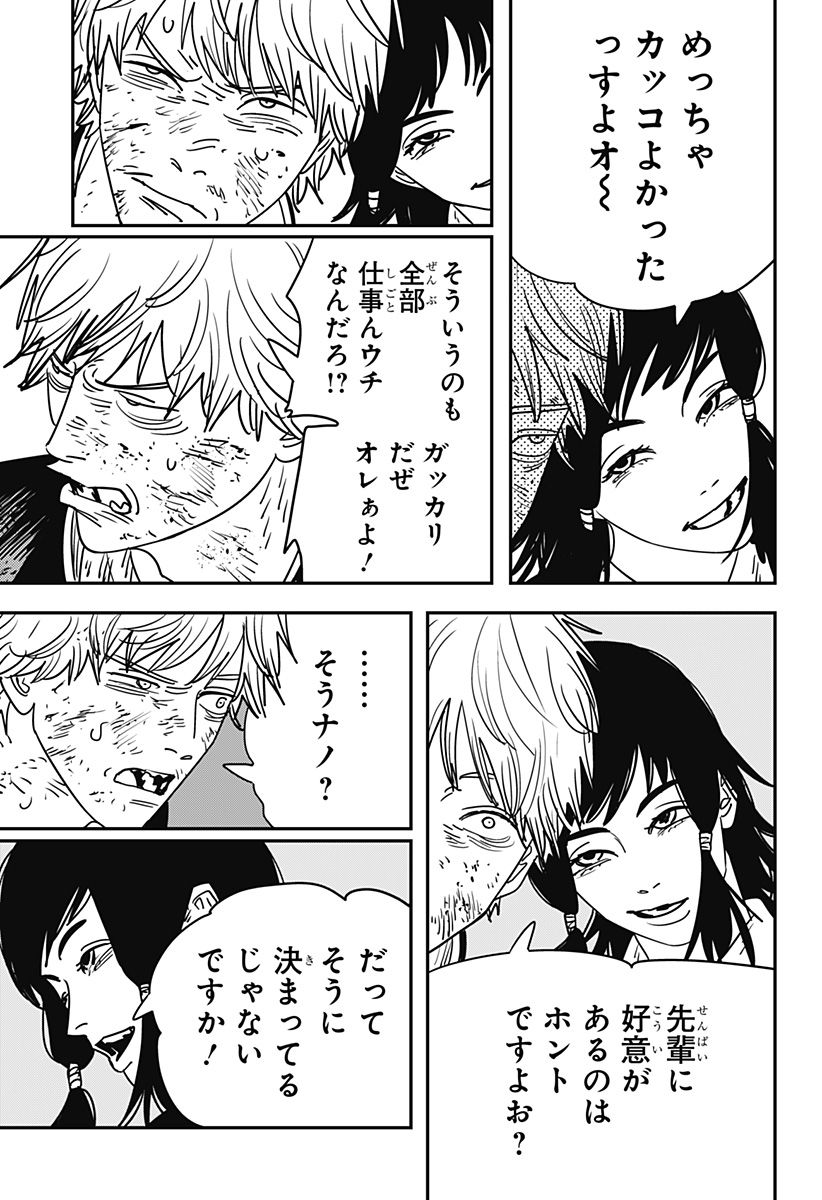 めっちゃ
カッコよかった
っすよオ〜
そういうのも
全部
仕事んウチ
なんだろ!?
ガッカリ
だぜ
オレぁよ!
先輩に
好意が
あるのは
ホント
ですよお?
……
そうナノ?
だって
そうに
決まってる
じゃない
ですか!